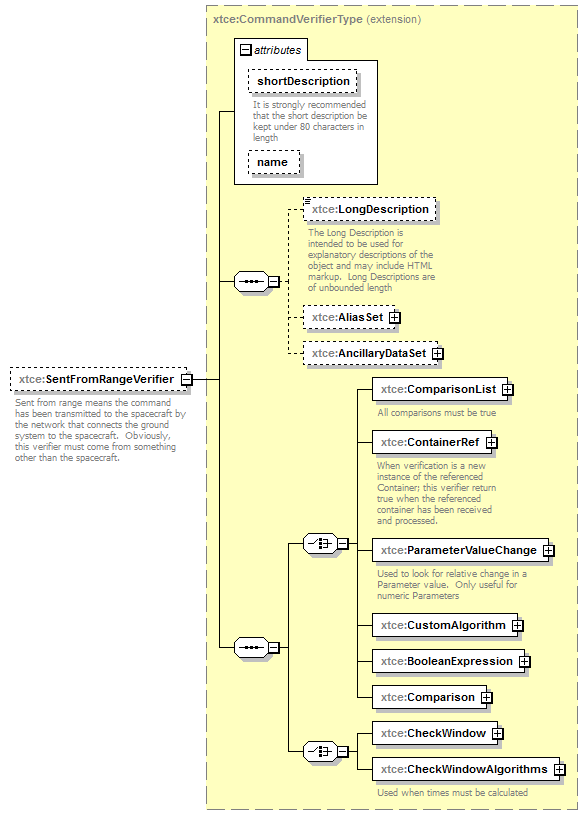 xtce:CommandVerifierType (extension)
attributes
shortDescription
It is strongly recommended
that the short description be
kept under 80 characters in
length
name
xtce:LongDescription
The Long Description is
intended to be used for
explanatory descriptions of the
object and may include HTML
markup. Long Descriptions are
of unbounded length
xtce:AliasSet
xtce:AncillaryDataSet
xtce:SentFromRangeVerifier
Sent from range means the command
has been transmitted to the spacecraft by
the network that connects the ground
system to the spacecraft. Obviously,
this verifier must come from something
other than the spacecraft.
xtce:ComparisonList
All comparisons must be true
xtce:ContainerRef
When verification is a new
instance of the referenced
Container; this verifier return
true when the referenced
container has been received
and processed.
xtce:ParameterValueChange
Used to look for relative change in a
Parameter value. Only useful for
numeric Parameters
xtce:CustomAlgorithm
xtce:BooleanExpression
xtce:Comparison
xtce:CheckWindow
xtce:CheckWindowAlgorithms
Used when times must be calculated